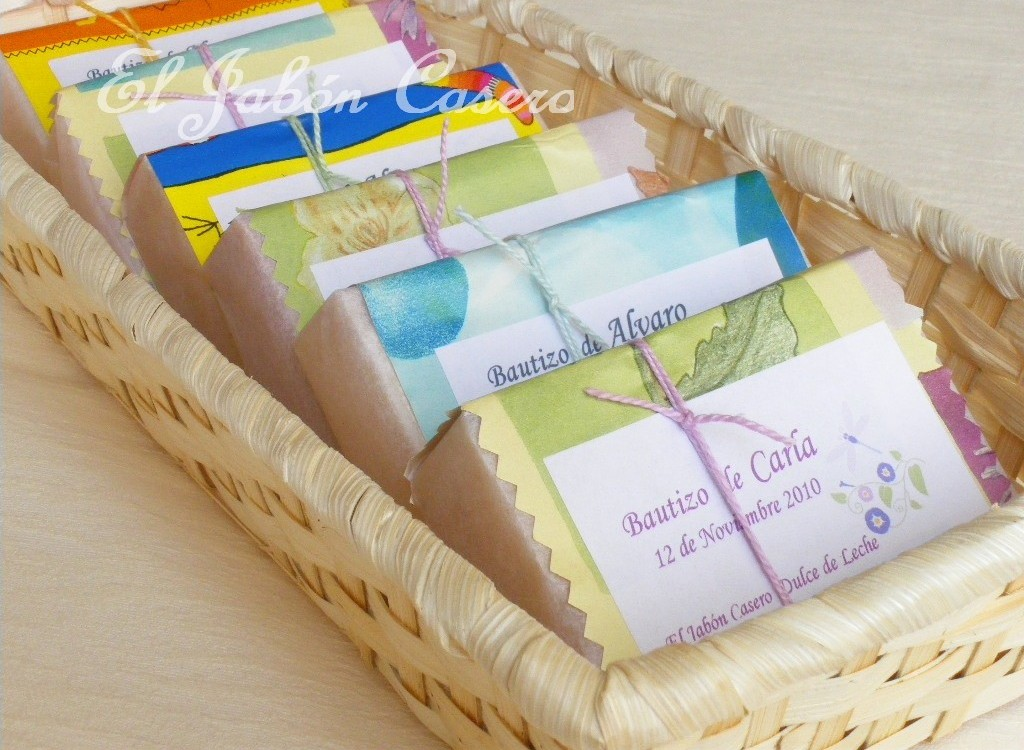 El Jabón Casero
Bautizo
Bautizo de Alvaro
Bautizo de Carla
12 de Noviembre 2010
El Jabón Casero Dulce de Leche